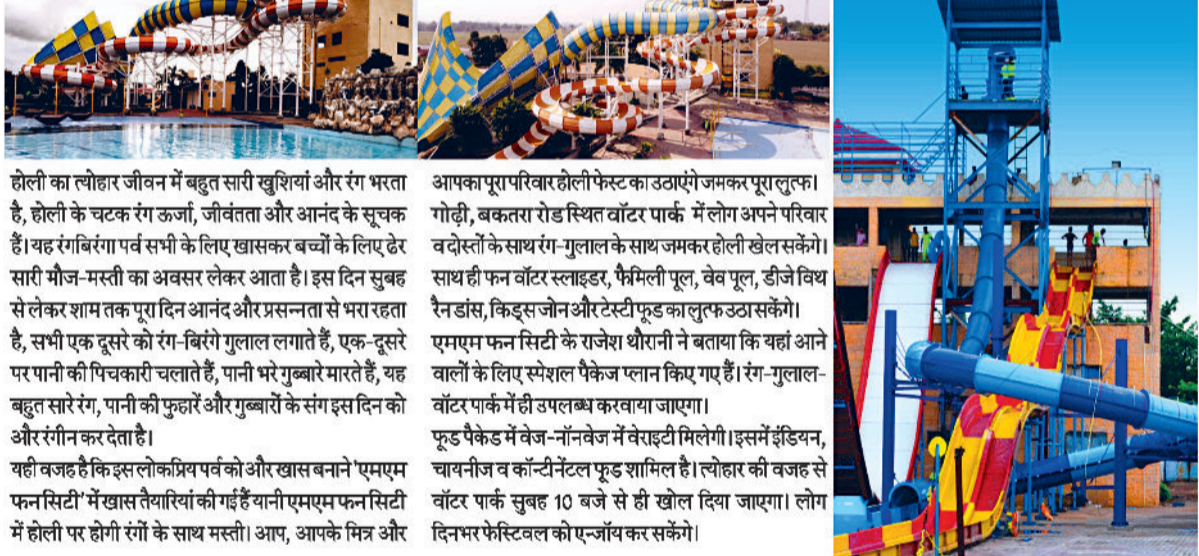 होली का त्योहार जीवन में बहुत सारी खुशियां और रंग भरता
है, होली के चटक रंग ऊर्जा, जीवंतता और आनंद के सूचक
हैं। यह रंगबिरंगा पर्व सभी के लिए खासकर बच्चों के लिए ढेर
सारी मौज-मस्ती का अवसर लेकर आता है। इस दिन सुबह
से लेकर शाम तक पूरा दिन आनंद और प्रसन्नता से भरा रहता
है, सभी एक दूसरे को रंग-बिरंगे गुलाल लगाते हैं, एक-दूसरे
पर पानी की पिचकारी चलाते हैं, पानी भरे गुब्बारे मारते हैं, यह
बहुत सारे रंग, पानी की फुहारें और गुब्बारों के संग इस दिन को
और रंगीन कर देता है।
यही वजह है कि इस लोकप्रिय पर्व को और खास बनाने 'एमएम
फन सिटी' में खास तैयारियां की गई हैं यानी एमएम फन सिटी
में होली पर होगी रंगों के साथ मस्ती। आप, आपके मित्र और
आपका पूरा परिवार होली फेस्ट का उठाएंगे जमकर पूरा लुत्फ।
गोढ़ी, बकतरा रोड स्थित वॉटर पार्क में लोग अपने परिवार
व दोस्तों के साथ रंग-गुलाल के साथ जमकर होली खेल सकेंगे।
साथ ही फन वॉटर स्लाइडर, फैमिली पूल, वेव पूल, डीजे विथ
रैन डांस, किड्स जोन और टेस्टी फूड का लुत्फ उठा सकेंगे।
एमएम फन सिटी के राजेश थौरानी ने बताया कि यहां आने
वालों के लिए स्पेशल पैकेज प्लान किए गए हैं। रंग-गुलाल-
वॉटर पार्क में ही उपलब्ध करवाया जाएगा।
फूड पैकेड में वेज-नॉनवेज में वेराइटी मिलेगी। इसमें इंडियन,
चायनीज व कॉन्टीनेंटल फूड शामिल है। त्योहार की वजह से
वॉटर पार्क सुबह 10 बजे से ही खोल दिया जाएगा। लोग
दिनभर फेस्टिवल को एन्जॉय कर सकेंगे।